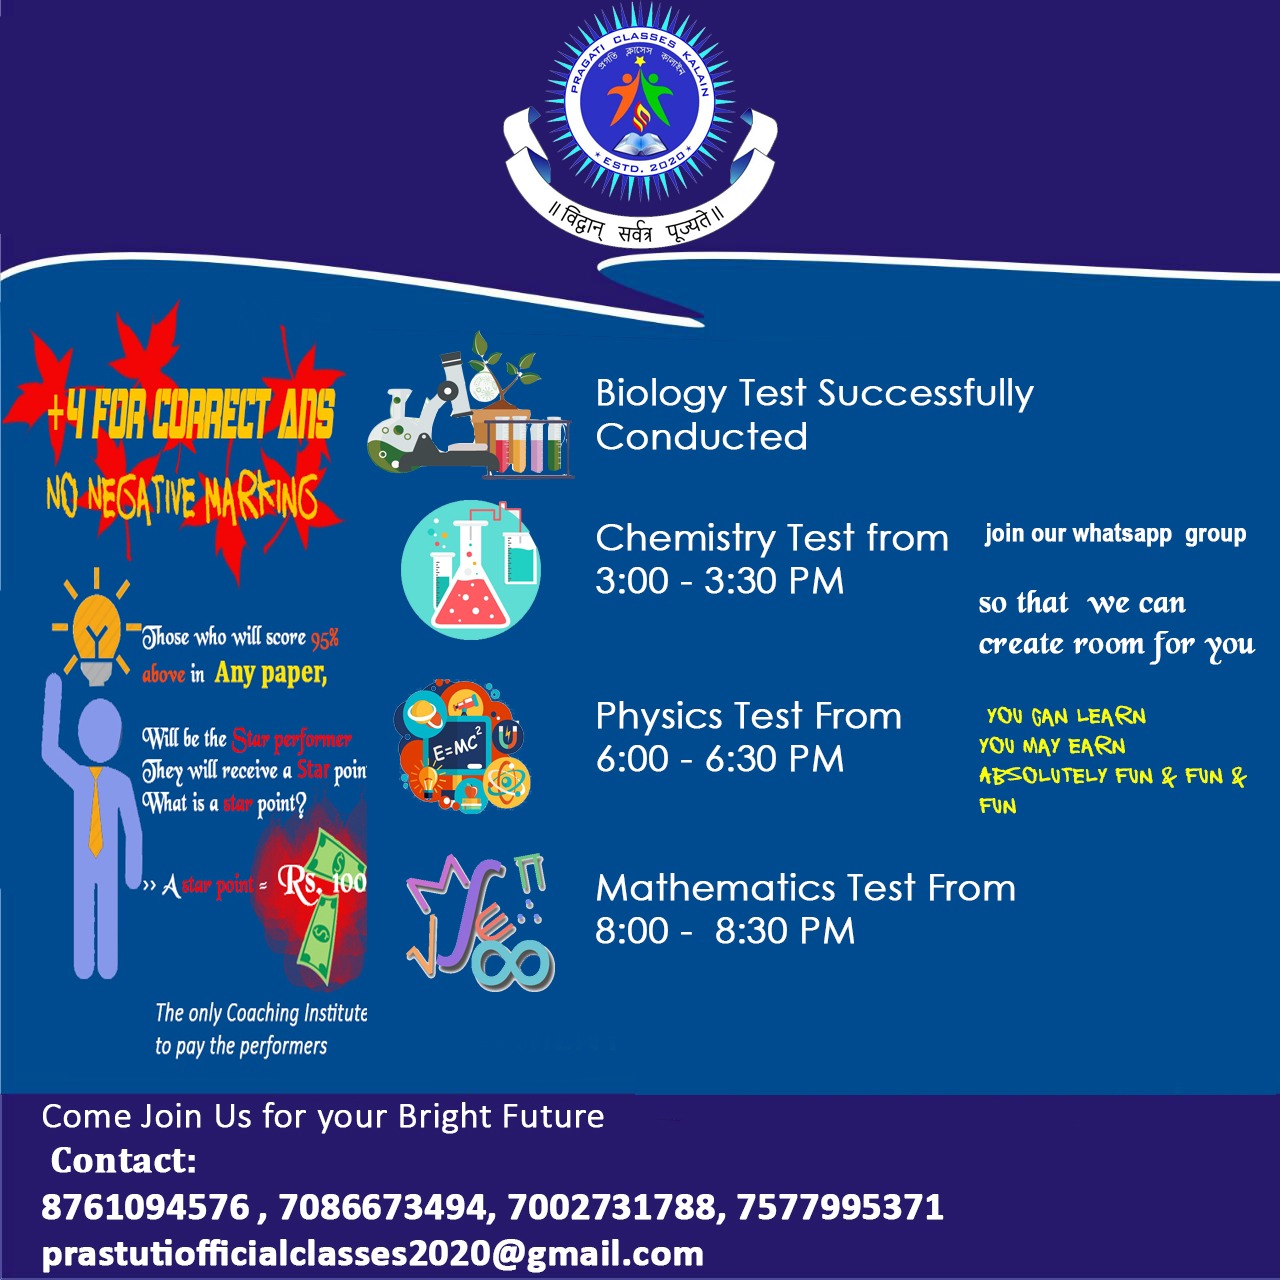 PRAGATI CLASSES KALAIN
প্রগতি ক্লাসেস কালাইন
ESTD. 2020
॥ विद्वान् सर्वत्र पूज्यते ॥
+4 FOR CORRECT ANS
NO NEGATIVE MARKING
Those who will score 95%
above in Any paper,
Will be the Star performer
They will receive a Star poin
What is a star point?
>> A star point = Rs. 100
The only Coaching Institute
to pay the performers
Biology Test Successfully
Conducted
Chemistry Test from
3:00 - 3:30 PM
E=MC²
Physics Test From
6:00 - 6:30 PM
Mathematics Test From
8:00 - 8:30 PM
join our whatsapp group
so that we can
create room for you
YOU CAN LEARN
YOU MAY EARN
ABSOLUTELY FUN & FUN &
FUN
Come Join Us for your Bright Future
Contact:
8761094576 , 7086673494, 7002731788, 7577995371
prastutiofficialclasses2020@gmail.com